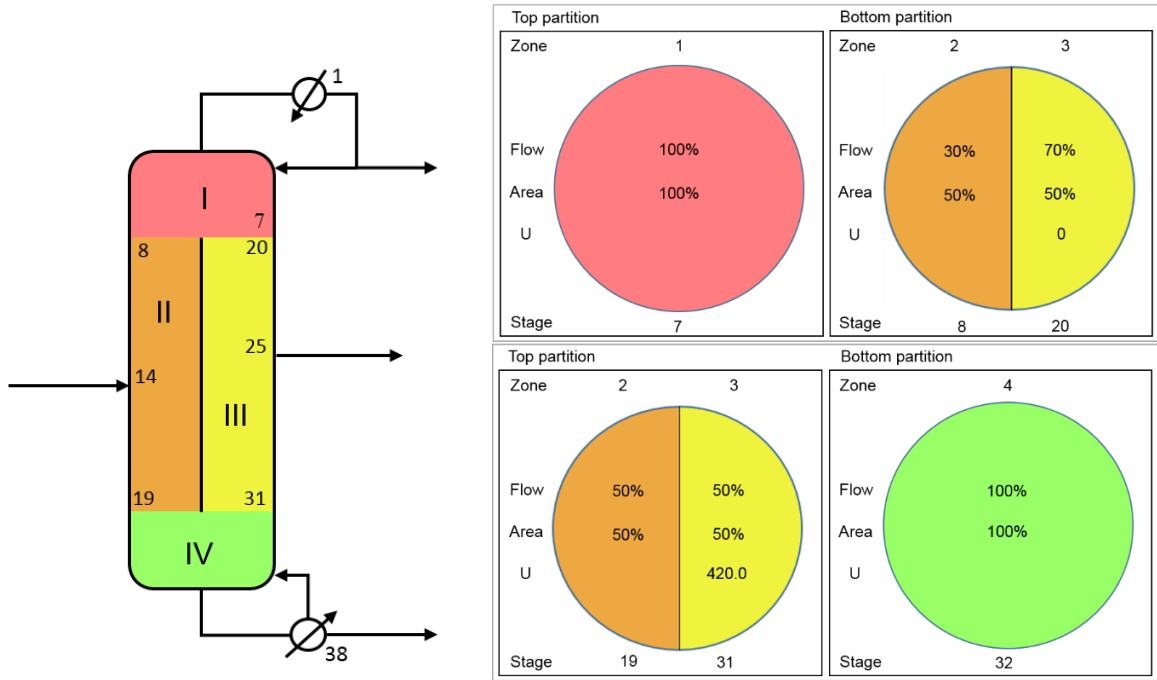 1
I
7
8
20
II
25
14
III
19
31
IV
38
Top partition
Zone 1
Flow 100%
Area 100%
U
Stage 7
Bottom partition
Zone 2 3
Flow 30% 70%
Area 50% 50%
U 0
Stage 8 20
Top partition
Zone 2 3
Flow 50% 50%
Area 50% 50%
U 420.0
Stage 19 31
Bottom partition
Zone 4
Flow 100%
Area 100%
U
Stage 32